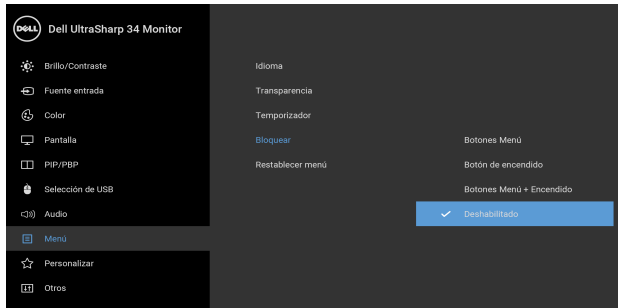 DELL Dell UltraSharp 34 Monitor
Brillo/Contraste
Fuente entrada
Color
Pantalla
PIP/PBP
Selección de USB
Audio
Menú
Personalizar
Otros
Idioma
Transparencia
Temporizador
Bloquear
Restablecer menú
Botones Menú
Botón de encendido
Botones Menú + Encendido
Deshabilitado